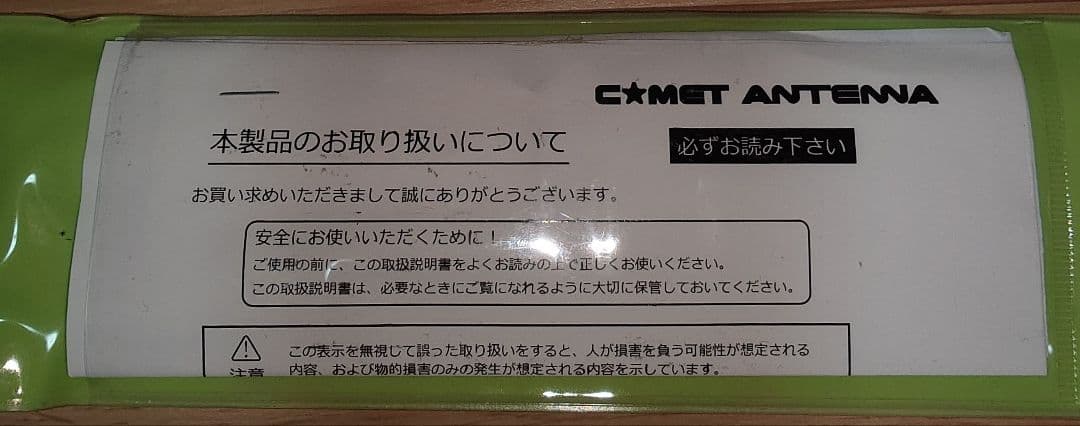 C★MET ANTENNA
本製品のお取り扱いについて
必ずお読み下さい
お買い求めいただきまして誠にありがとうございます。
安全にお使いいただくために！
ご使用の前に、この取扱説明書をよくお読みの上で正しくお使いください。
この取扱説明書は、必要なときにご覧になれるように大切に保管しておいてください。
注意
この表示を無視して誤った取り扱いをすると、人が損害を負う可能性が想定される
内容、および物的損害のみの発生が想定される内容を示しています。